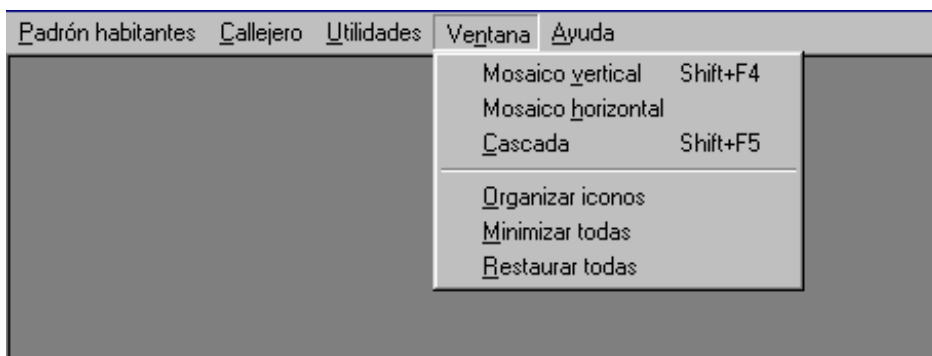 Padrón habitantes Callejero Utilidades Ventana Ayuda
Mosaico vertical Shift+F4
Mosaico horizontal
Cascada Shift+F5
Organizar iconos
Minimizar todas
Restaurar todas